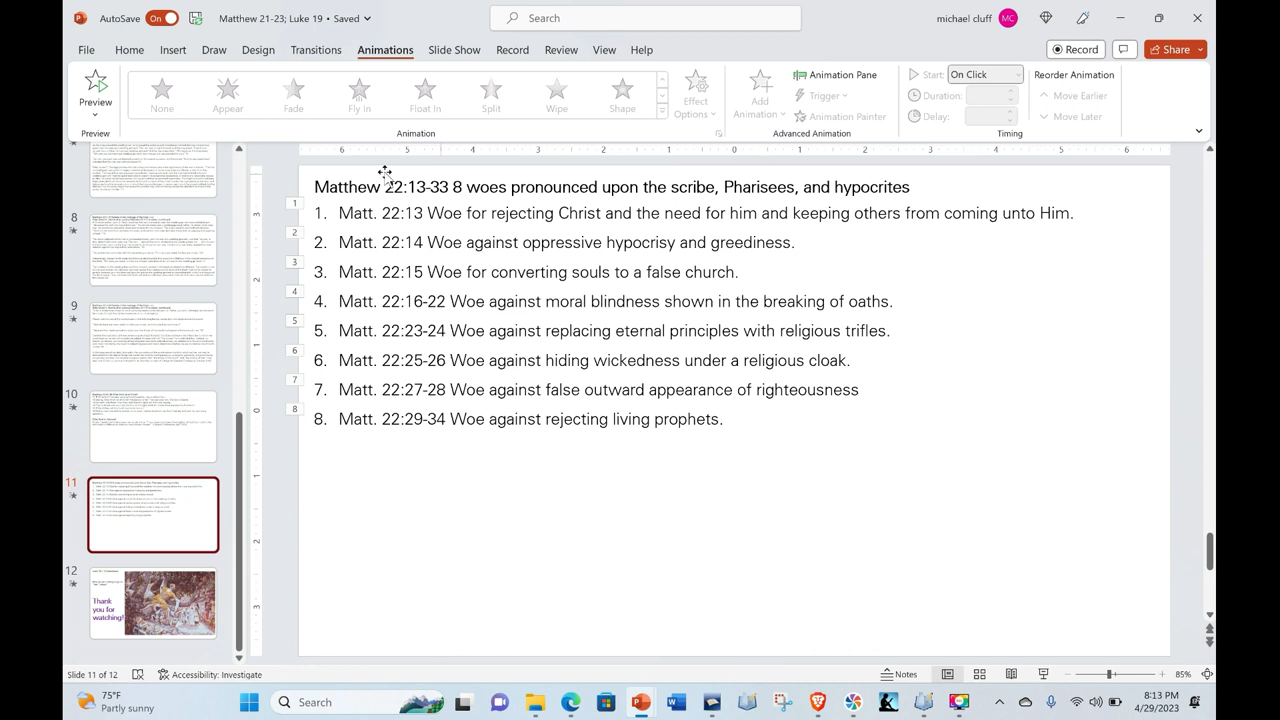 AutoSave On Matthew 21-23; Luke 19 • Saved Search michael cluff MC
File Home Insert Draw Design Transitions Animations Slide Show Record Review View Help Record Share
Preview None Appear Fade Fly In Float In Split Wipe Shape Effect Options Add Animation Animation Pane Trigger Animation Painter Start: On Click Duration: Delay: Reorder Animation Move Earlier Move Later
Preview Animation Advanced Animation Timing
Matthew 22:13-33 8 woes pronounced upon the scribe, Pharisees, and hypocrites
1. Matt. 22:13 Woe for rejecting Christ and the need for him and keeping others from coming unto Him.
2. Matt. 22:14 Woe against oppressive hypocrisy and greediness.
3. Matt. 22:15 Woe for converting souls to a false church.
4. Matt. 22:16-22 Woe against moral blindness shown in the breaking of oaths.
5. Matt. 22:23-24 Woe against replacing eternal principles with religious trifles.
6. Matt. 22:25-26 Woe against hiding wickedness under a religious cloak.
7. Matt. 22:27-28 Woe against false outward appearance of righteousness
8. Matt. 22:29-34 Woe against rejecting living prophets.
8
9
10
11
12
Thank
you for
watching!
Slide 11 of 12 Accessibility: Investigate Notes 85%
75°F
Partly sunny
Search
8:13 PM
4/29/2023